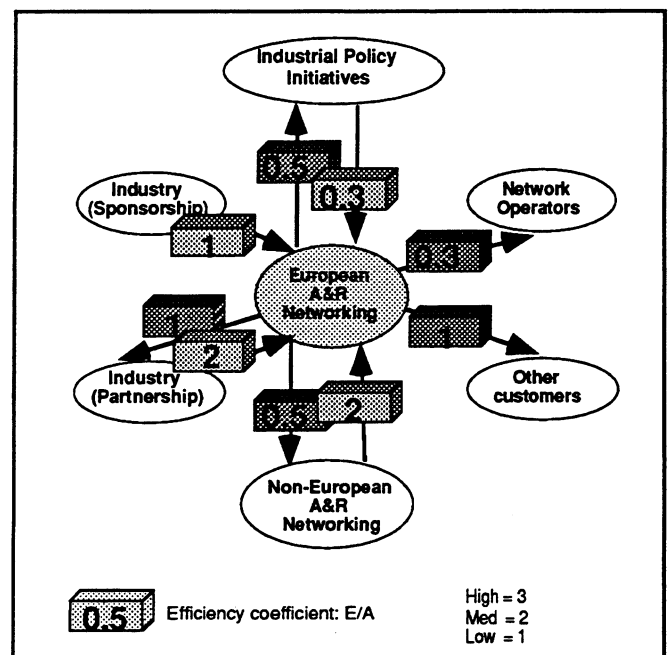 Industrial Policy
Initiatives
0.5
0.3
Industry
(Sponsorship)
1
Network
Operators
0.3
European
A&R
Networking
1
2
1
Industry
(Partnership)
Other
customers
0.5
2
Non-European
A&R
Networking
0.5
Efficiency coefficient: E/A
High = 3
Med = 2
Low = 1